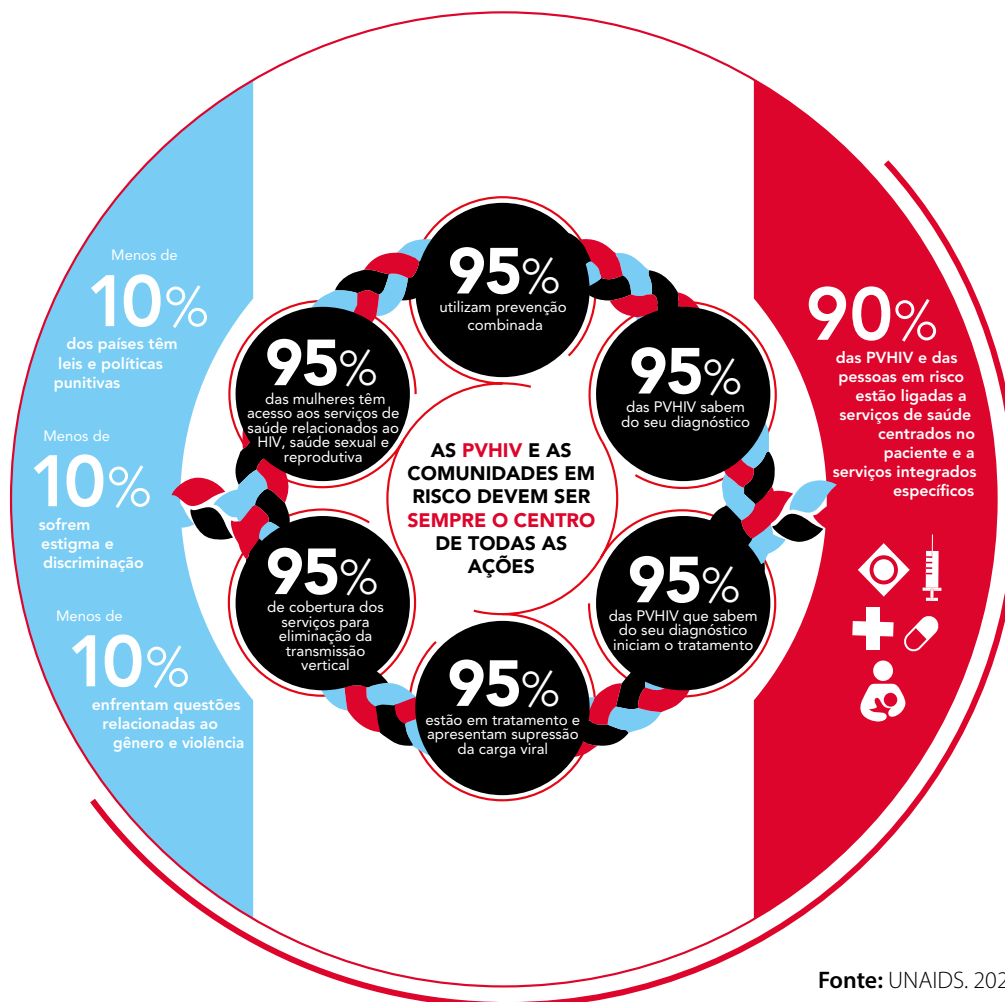 Menos de
10%
dos países têm
leis e políticas
punitivas
Menos de
10%
sofrem
estigma e
discriminação
Menos de
10%
enfrentam questões
relacionadas ao
gênero e violência
95%
utilizam prevenção
combinada
95%
das PVHIV sabem
do seu diagnóstico
95%
das PVHIV que sabem
do seu diagnóstico
iniciam o tratamento
95%
estão em tratamento e
apresentam supressão
da carga viral
95%
de cobertura dos
serviços para
eliminação da
transmissão
vertical
95%
das mulheres têm
acesso aos serviços de
saúde relacionados ao
HIV, saúde sexual e
reprodutiva
AS PVHIV E AS
COMUNIDADES EM
RISCO DEVEM SER
SEMPRE O CENTRO
DE TODAS AS
AÇÕES
90%
das PVHIV e das
pessoas em risco
estão ligadas a
serviços de saúde
centrados no
paciente e a
serviços integrados
específicos
Fonte: UNAIDS. 202